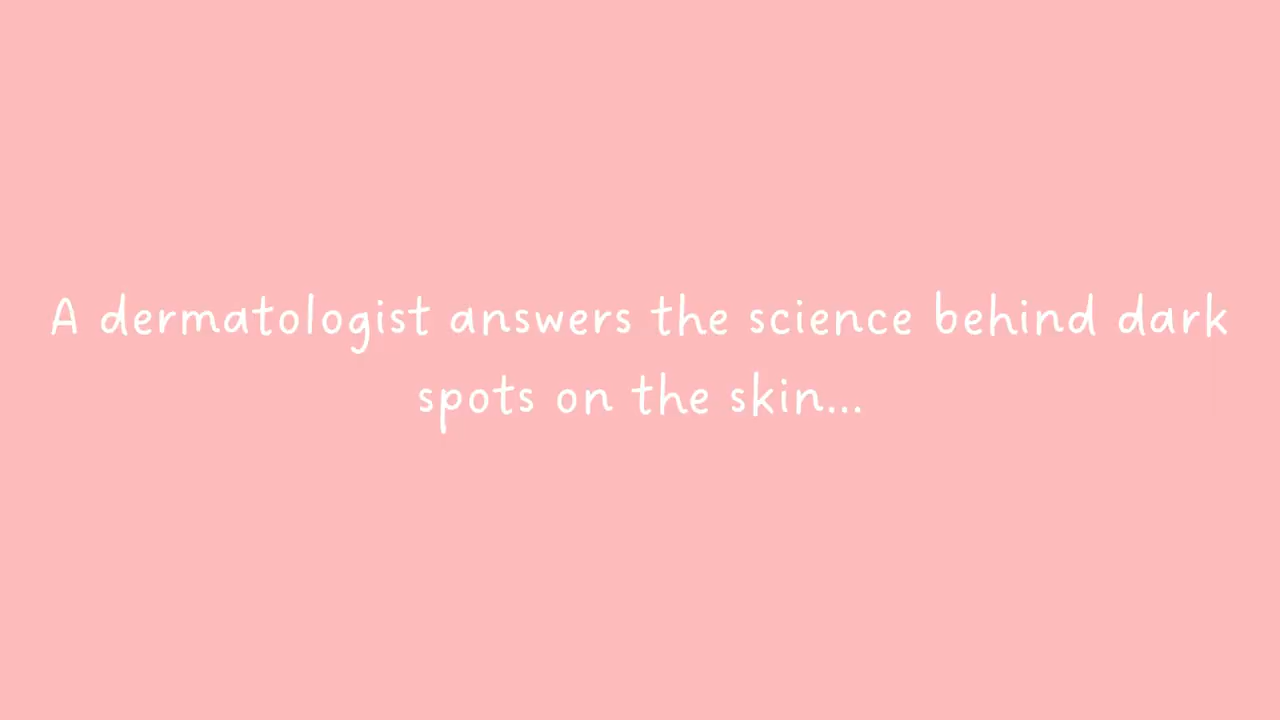 A dermatologist answers the science behind dark
spots on the skin...